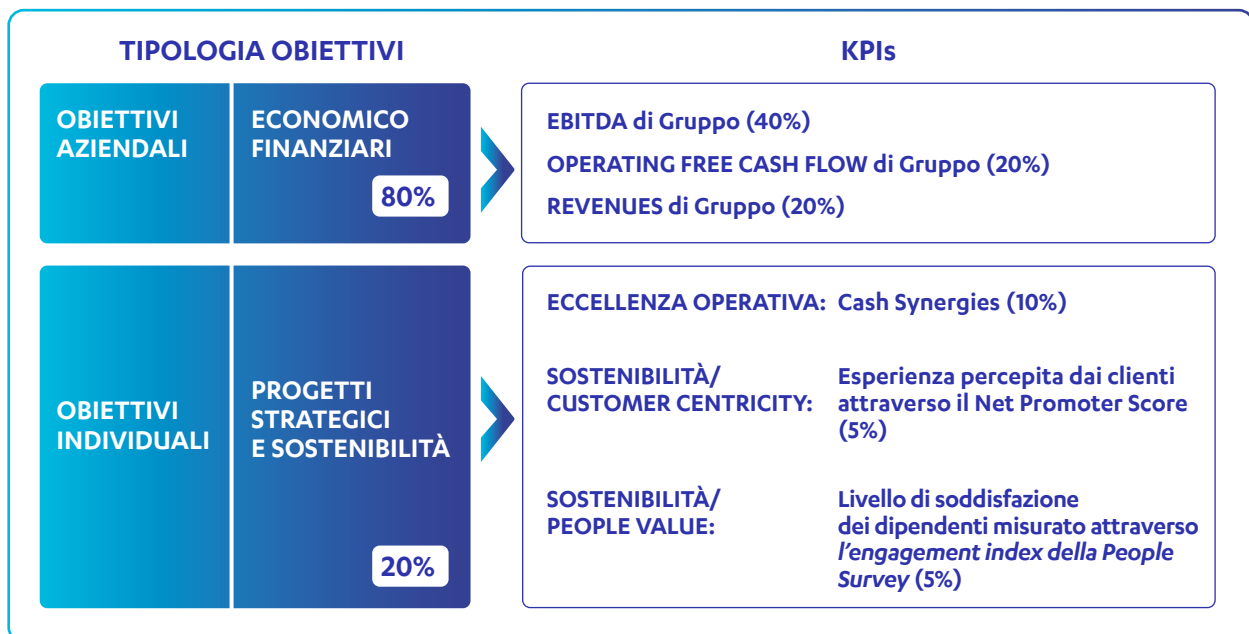 TIPOLOGIA OBIETTIVI
KPIs
OBIETTIVI
AZIENDALI
ECONOMICO
FINANZIARI
80%
EBITDA di Gruppo (40%)
OPERATING FREE CASH FLOW di Gruppo (20%)
REVENUES di Gruppo (20%)
OBIETTIVI
INDIVIDUALI
PROGETTI
STRATEGICI
E SOSTENIBILITÀ
20%
ECCELLENZA OPERATIVA: Cash Synergies (10%)
SOSTENIBILITÀ/
CUSTOMER CENTRICITY:
Esperienza percepita dai clienti
attraverso il Net Promoter Score
(5%)
SOSTENIBILITÀ/
PEOPLE VALUE:
Livello di soddisfazione
dei dipendenti misurato attraverso
l’engagement index della People
Survey (5%)